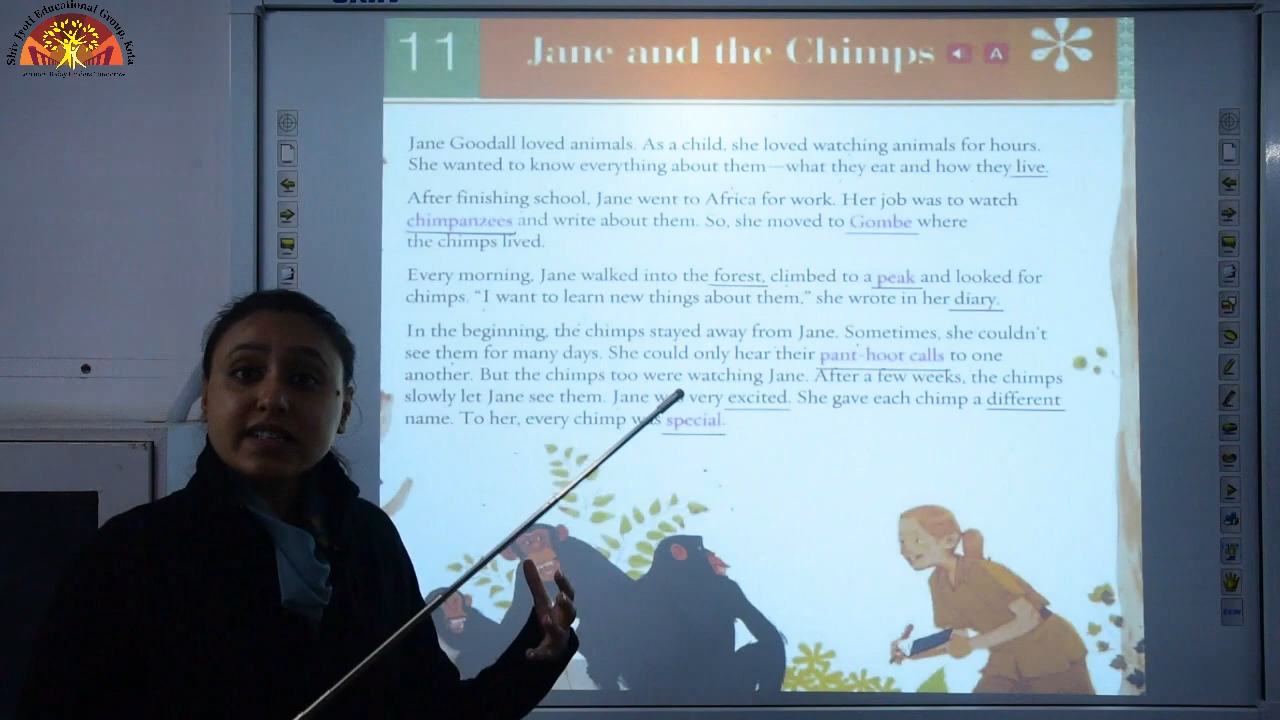 Shiv Jyoti Educational Group, Kota
11
Jane and the Chimps
A
Jane Goodall loved animals. As a child, she loved watching animals for hours.
She wanted to know everything about them—what they eat and how they live.
After finishing school, Jane went to Africa for work. Her job was to watch
chimpanzees and write about them. So, she moved to Gombe where
the chimps lived.
Every morning, Jane walked into the forest, climbed to a peak and looked for
chimps. "I want to learn new things about them," she wrote in her diary.
In the beginning, the chimps stayed away from Jane. Sometimes, she couldn't
see them for many days. She could only hear their pant-hoot calls to one
another. But the chimps too were watching Jane. After a few weeks, the chimps
slowly let Jane see them. Jane was very excited. She gave each chimp a different
name. To her, every chimp was special.